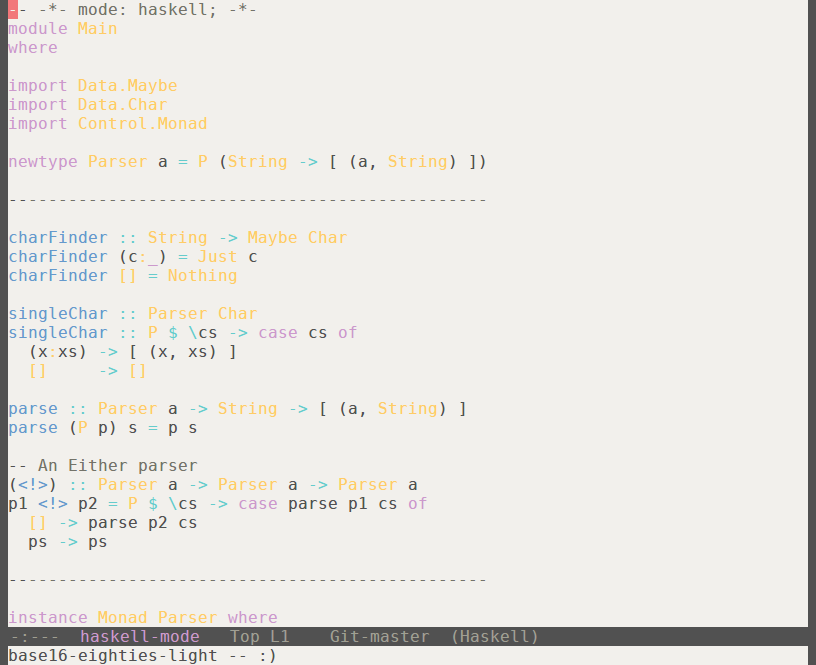 -- -*- mode: haskell; -*-
module Main
where

import Data.Maybe
import Data.Char
import Control.Monad

newtype Parser a = P (String -> [ (a, String) ])

------------------------------------------------

charFinder :: String -> Maybe Char
charFinder (c:_) = Just c
charFinder [] = Nothing

singleChar :: Parser Char
singleChar :: P $ \cs -> case cs of
  (x:xs) -> [ (x, xs) ]
  []     -> []

parse :: Parser a -> String -> [ (a, String) ]
parse (P p) s = p s

-- An Either parser
(<!>) :: Parser a -> Parser a -> Parser a
p1 <!> p2 = P $ \cs -> case parse p1 cs of
  [] -> parse p2 cs
  ps -> ps

------------------------------------------------

instance Monad Parser where
-:---  haskell-mode   Top L1    Git-master  (Haskell)
base16-eighties-light -- :)